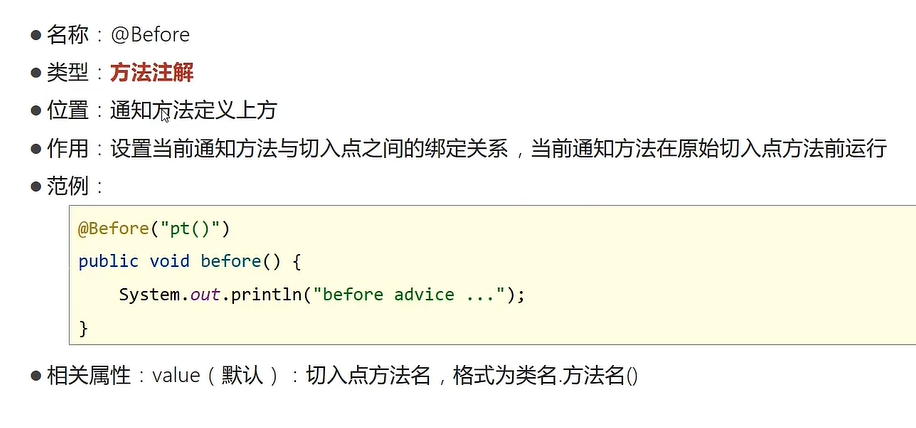 ● 名称：@Before
● 类型：方法注解
● 位置：通知方法定义上方
● 作用：设置当前通知方法与切入点之间的绑定关系，当前通知方法在原始切入点方法前运行
● 范例：
@Before("pt()")
public void before() {
    System.out.println("before advice ...");
}
● 相关属性：value（默认）：切入点方法名，格式为类名.方法名()